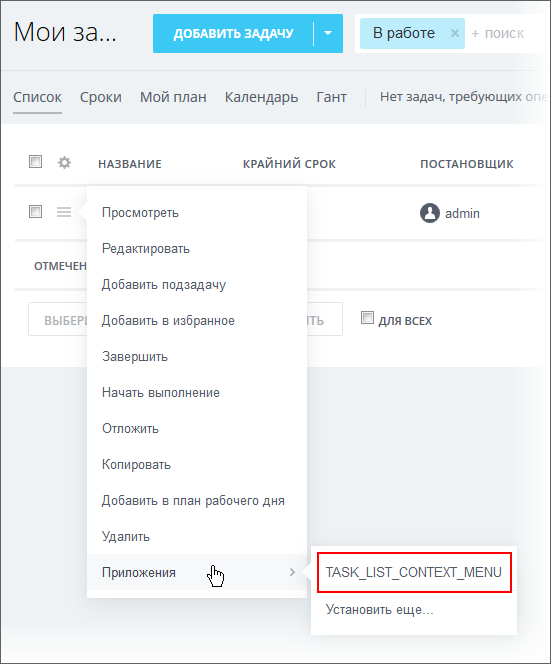 Мои за...
ДОБАВИТЬ ЗАДАЧУ
В работе × + поиск
Список Сроки Мой план Календарь Гант Нет задач, требующих
НАЗВАНИЕ КРАЙНИЙ СРОК ПОСТАНОВЩИК
admin
Просмотреть
Редактировать
ОТМЕЧЕН
Добавить подзадачу
ВЫБЕРИ
Добавить в избранное
ИТЬ
ДЛЯ ВСЕХ
Завершить
Начать выполнение
Отложить
Копировать
Добавить в план рабочего дня
Удалить
Приложения
TASK_LIST_CONTEXT_MENU
Установить еще...